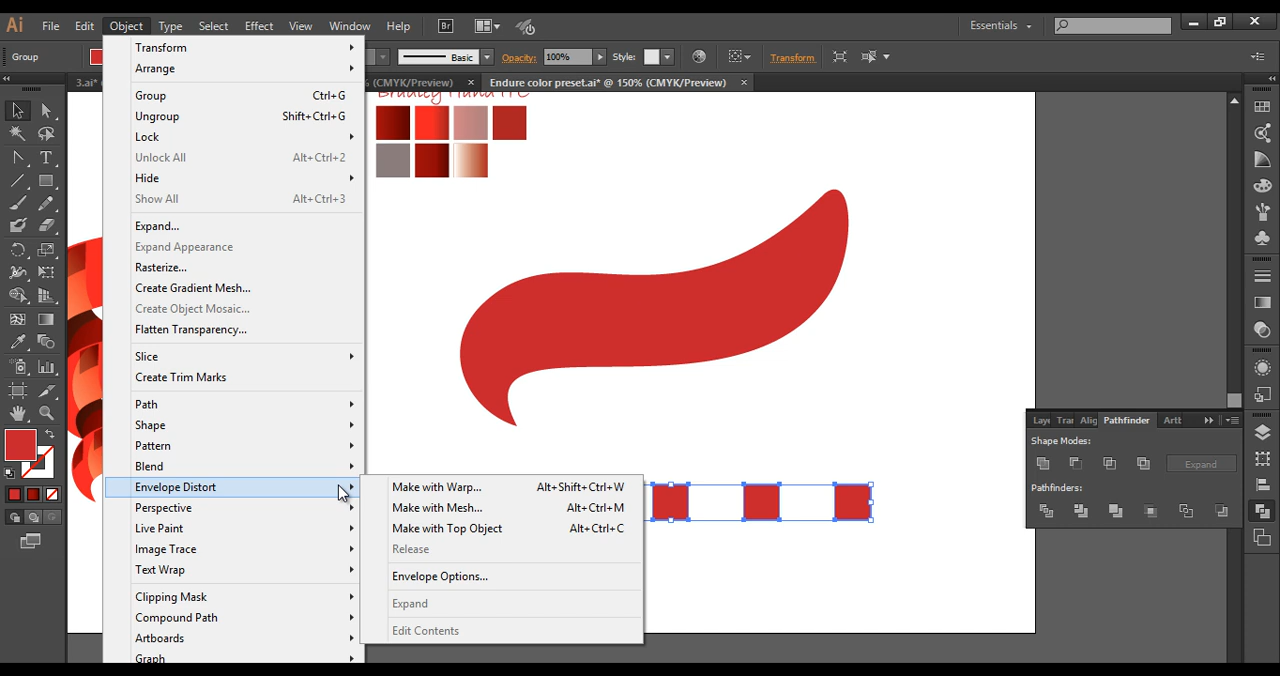 Ai File Edit Object Type Select Effect View Window Help Br Essentials
Group Basic Opacity: 100% Style: Transform
3.ai* (CMYK/Preview) × Endure color preset.ai* @ 150% (CMYK/Preview) ×
Transform
Arrange
Group Ctrl+G
Ungroup Shift+Ctrl+G
Lock
Unlock All Alt+Ctrl+2
Hide
Show All Alt+Ctrl+3
Expand...
Expand Appearance
Rasterize...
Create Gradient Mesh...
Create Object Mosaic...
Flatten Transparency...
Slice
Create Trim Marks
Path
Shape
Pattern
Blend
Envelope Distort
Perspective
Live Paint
Image Trace
Text Wrap
Clipping Mask
Compound Path
Artboards
Graph
Make with Warp... Alt+Shift+Ctrl+W
Make with Mesh... Alt+Ctrl+M
Make with Top Object Alt+Ctrl+C
Release
Envelope Options...
Expand
Edit Contents
Bradley Hand ITC
Layı Traı Alig Pathfinder Artl
Shape Modes:
Expand
Pathfinders: